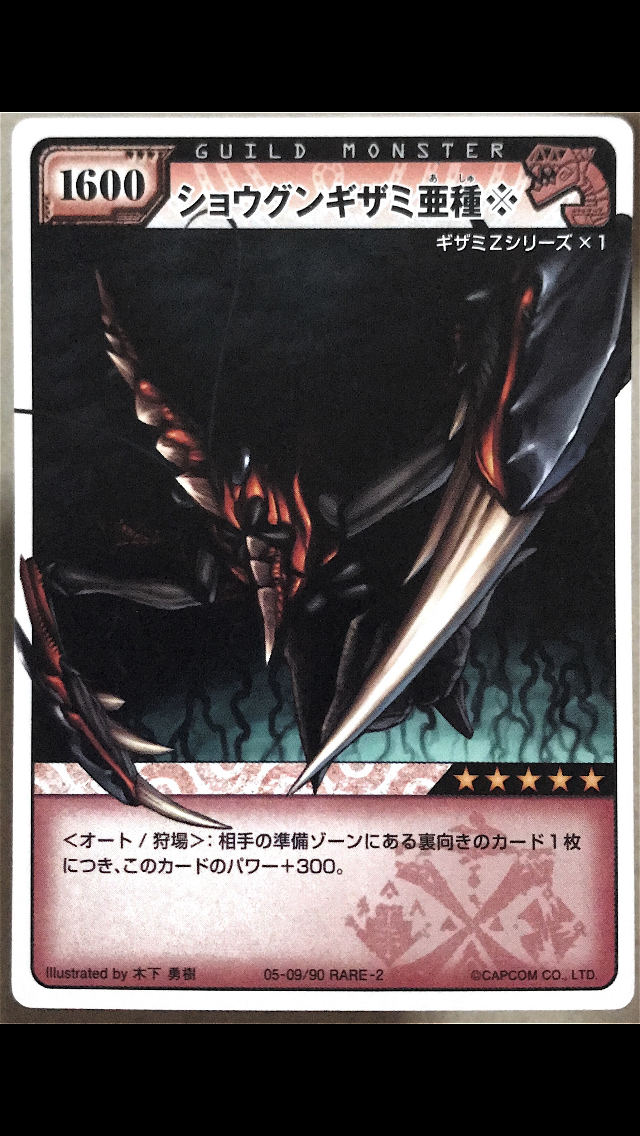 GUILD MONSTER
1600
あ しゅ
ショウグンギザミ亜種※
ギザミZシリーズ×1
★★★★★
<オート/狩場>:相手の準備ゾーンにある裏向きのカード1枚
につき、このカードのパワー+300。
Illustrated by 木下 勇樹 05-09/90 RARE-2 ©CAPCOM CO., LTD.